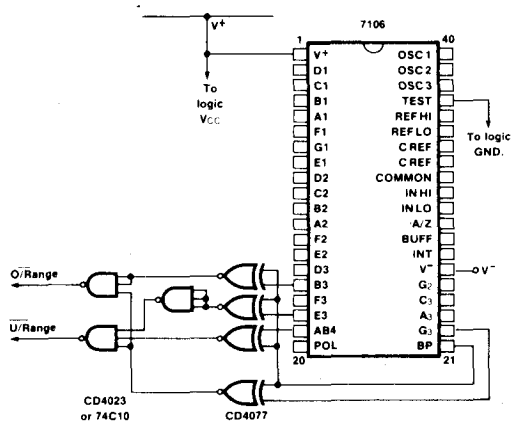 V+
7106
1
40
V+
D1
C1
B1
A1
F1
G1
E1
D2
C2
B2
A2
F2
E2
D3
B3
F3
E3
AB4
POL
20
OSC 1
OSC 2
OSC 3
TEST
REF HI
REF LO
C REF
C REF
COMMON
IN HI
IN LO
A/Z
BUFF
INT
V-
G2
C3
A3
G3
BP
21
To
logic
VCC
To logic
GND.
V-
O/Range
U/Range
CD4023
or 74C10
CD4077